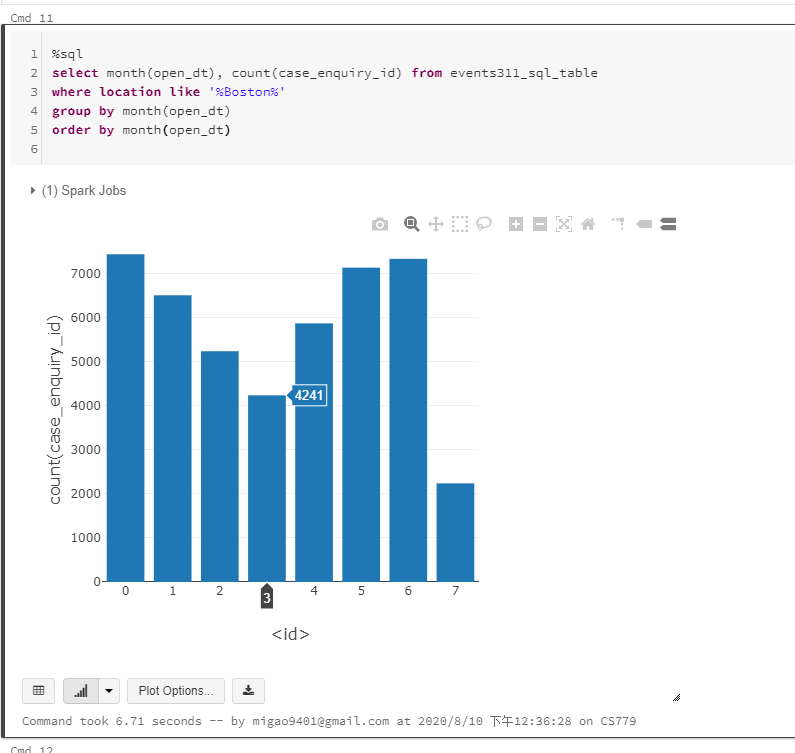 Cmd 11
1 %sql
2 select month(open_dt), count(case_enquiry_id) from events311_sql_table
3 where location like '%Boston%'
4 group by month(open_dt)
5 order by month(open_dt)
6
(1) Spark Jobs
7000
6000
5000
4000
3000
2000
1000
0
count(case_enquiry_id)
4241
0 1 2 3 4 5 6 7
<id>
Plot Options...
Command took 6.71 seconds -- by migao9401@gmail.com at 2020/8/10 下午12:36:28 on CS779
Cmd 12